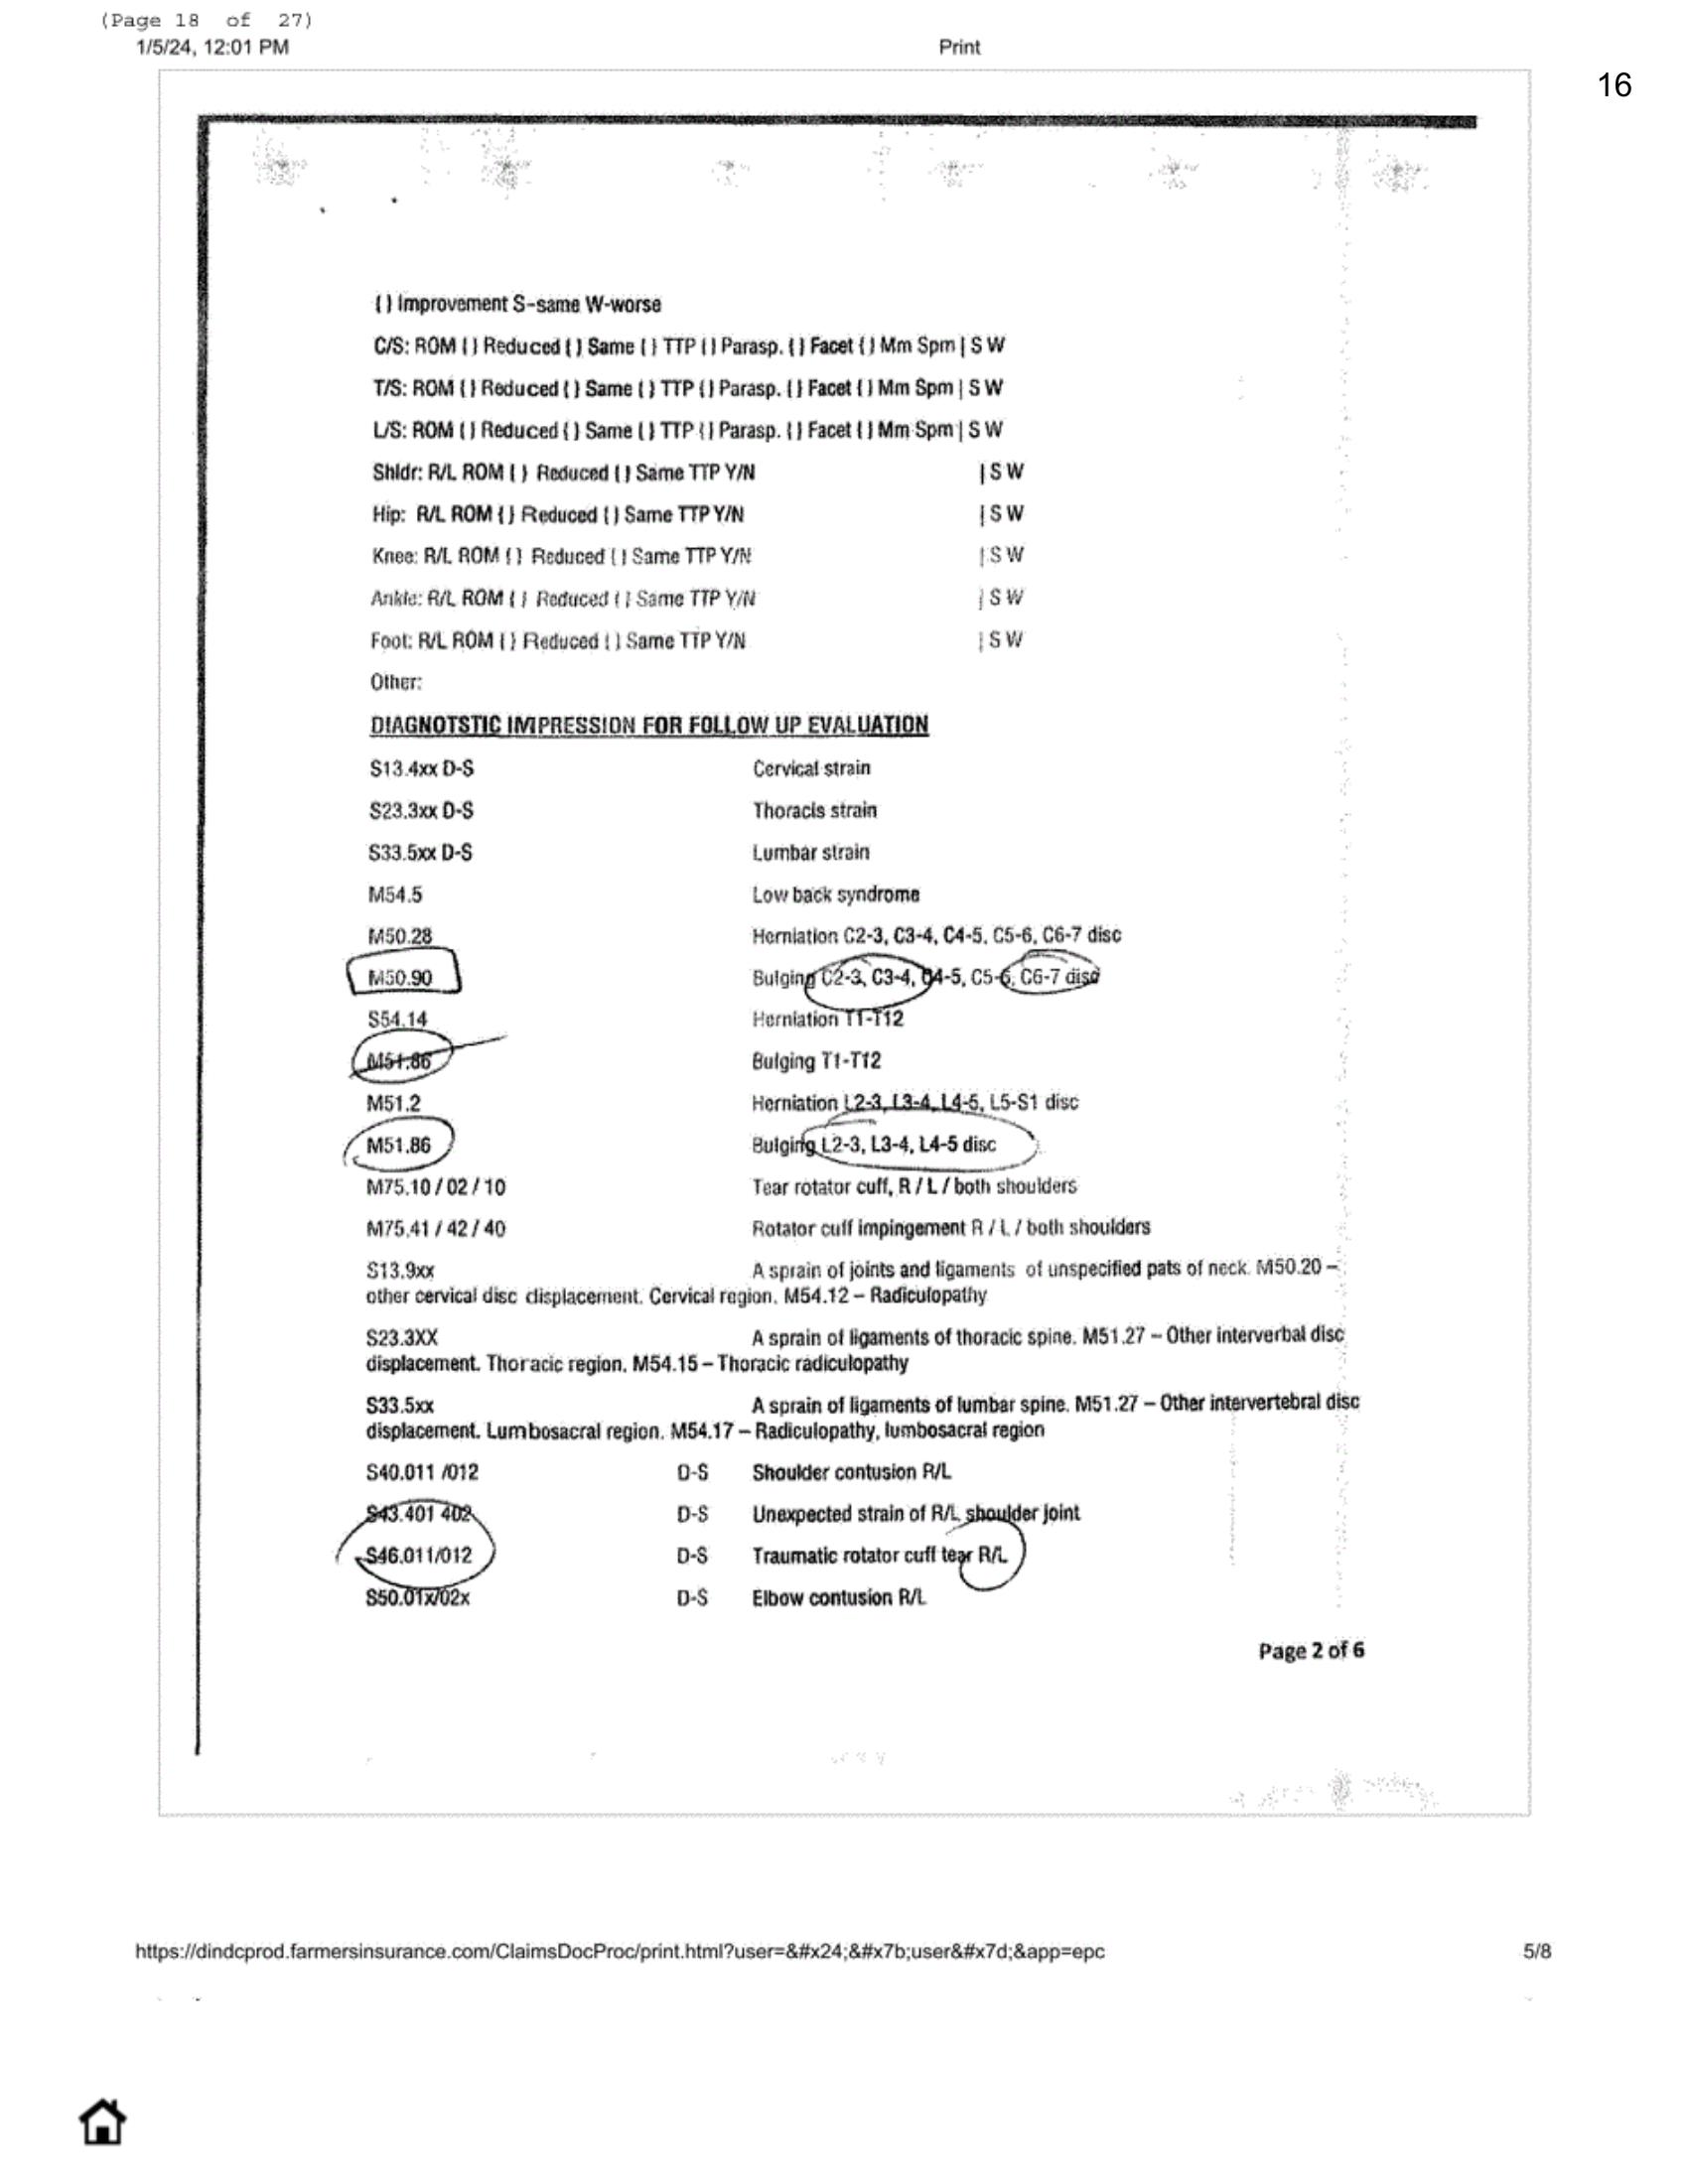 (Page 18 of 27)
1/5/24, 12:01 PM Print
16
{ } Improvement S-same W-worse
C/S: ROM { } Reduced { } Same { } TTP { } Parasp. { } Facet { } Mm Spm | S W
T/S: ROM { } Reduced { } Same { } TTP { } Parasp. { } Facet { } Mm Spm | S W
L/S: ROM { } Reduced { } Same { } TTP { } Parasp. { } Facet { } Mm Spm | S W
Shldr: R/L ROM { } Reduced { } Same TTP Y/N | S W
Hip: R/L ROM { } Reduced { } Same TTP Y/N | S W
Knee: R/L ROM { } Reduced { } Same TTP Y/N | S W
Ankle: R/L ROM { } Reduced { } Same TTP Y/N | S W
Foot: R/L ROM { } Reduced { } Same TTP Y/N | S W
Other:
DIAGNOTSTIC IMPRESSION FOR FOLLOW UP EVALUATION
S13.4xx D-S Cervical strain
S23.3xx D-S Thoracis strain
S33.5xx D-S Lumbar strain
M54.5 Low back syndrome
M50.28 Herniation C2-3, C3-4, C4-5, C5-6, C6-7 disc
M50.90 Bulging C2-3, C3-4, C4-5, C5-6, C6-7 disc
S54.14 Herniation T1-T12
M51.86 Bulging T1-T12
M51.2 Herniation L2-3, L3-4, L4-5, L5-S1 disc
M51.86 Bulging L2-3, L3-4, L4-5 disc
M75.10 / 02 / 10 Tear rotator cuff, R / L / both shoulders
M75.41 / 42 / 40 Rotator cuff impingement R / L / both shoulders
S13.9xx A sprain of joints and ligaments of unspecified pats of neck. M50.20 –
other cervical disc displacement. Cervical region. M54.12 – Radiculopathy
S23.3XX A sprain of ligaments of thoracic spine. M51.27 – Other interverbal disc
displacement. Thoracic region. M54.15 – Thoracic radiculopathy
S33.5xx A sprain of ligaments of lumbar spine. M51.27 – Other intervertebral disc
displacement. Lumbosacral region. M54.17 – Radiculopathy, lumbosacral region
S40.011 /012 D-S Shoulder contusion R/L
S43.401 402 D-S Unexpected strain of R/L shoulder joint
S46.011/012 D-S Traumatic rotator cuff tear R/L
S50.01x/02x D-S Elbow contusion R/L
Page 2 of 6
https://dindcprod.farmersinsurance.com/ClaimsDocProc/print.html?user=&#x24;&#x7b;user&#x7d;&app=epc 5/8